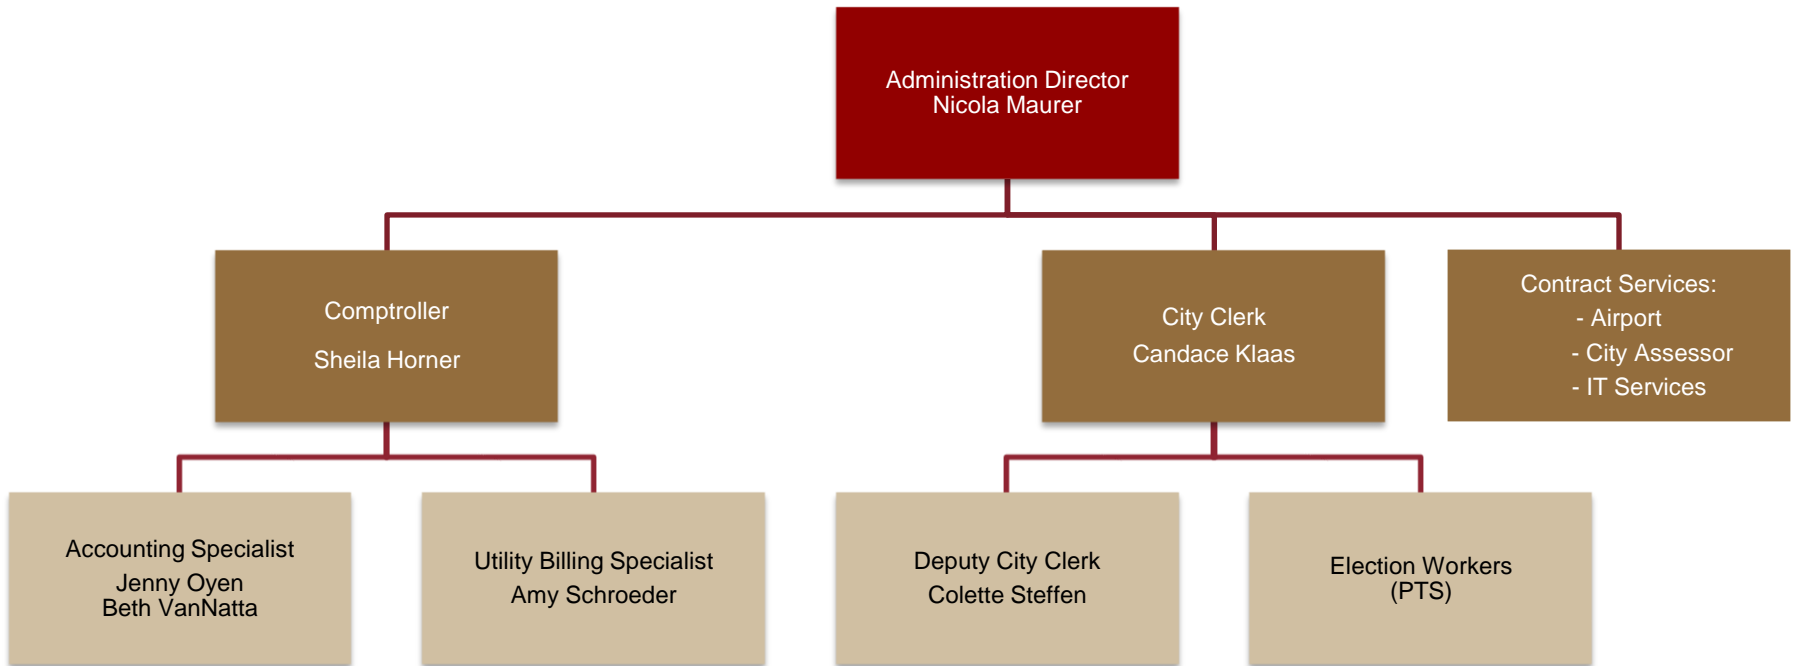 Administration Director
Nicola Maurer
Comptroller
Sheila Horner
City Clerk
Candace Klaas
Contract Services:
- Airport
- City Assessor
- IT Services
Accounting Specialist
Jenny Oyen
Beth VanNatta
Utility Billing Specialist
Amy Schroeder
Deputy City Clerk
Colette Steffen
Election Workers
(PTS)